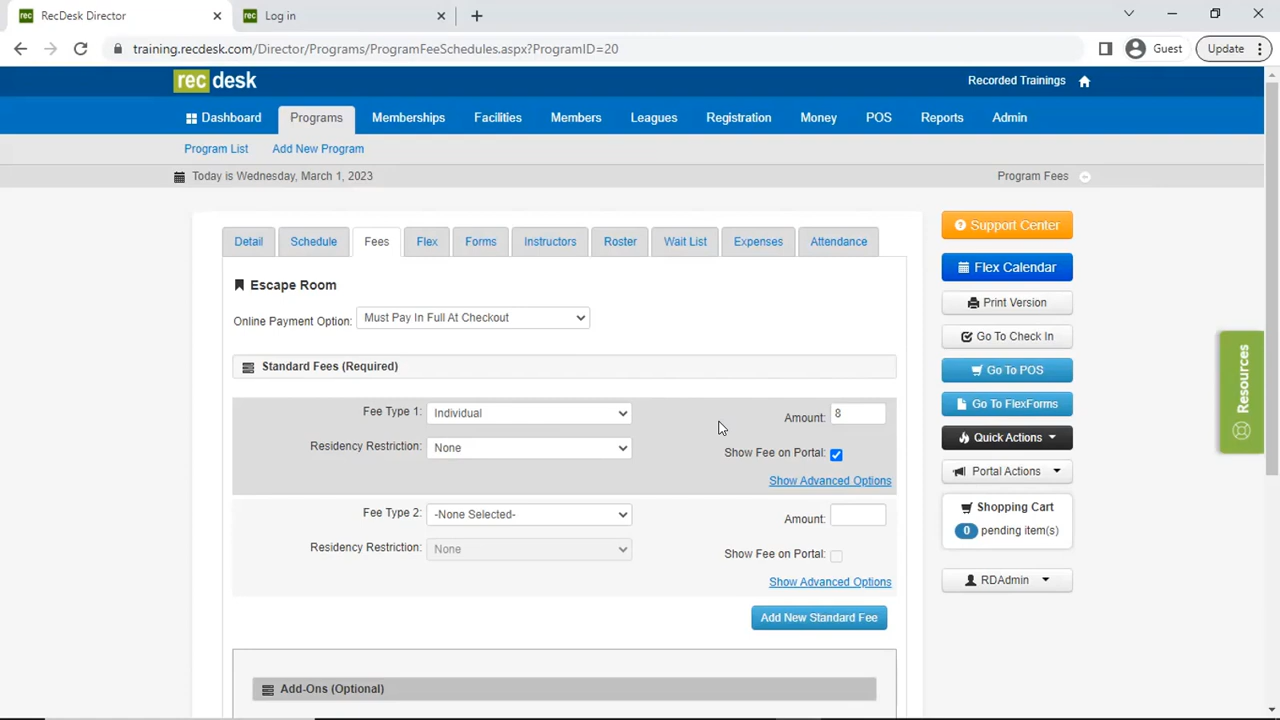 rec RecDesk Director
rec Log in
training.recdesk.com/Director/Programs/ProgramFeeSchedules.aspx?ProgramID=20
Guest
Update
recdesk
Recorded Trainings
Dashboard Programs Memberships Facilities Members Leagues Registration Money POS Reports Admin
Program List Add New Program
Today is Wednesday, March 1, 2023
Program Fees
Detail Schedule Fees Flex Forms Instructors Roster Wait List Expenses Attendance
Escape Room
Online Payment Option: Must Pay In Full At Checkout
Standard Fees (Required)
Fee Type 1: Individual Amount: 8
Residency Restriction: None Show Fee on Portal:
Show Advanced Options
Fee Type 2: -None Selected- Amount:
Residency Restriction: None Show Fee on Portal:
Show Advanced Options
Add New Standard Fee
Add-Ons (Optional)
Support Center
Flex Calendar
Print Version
Go To Check In
Go To POS
Go To FlexForms
Quick Actions
Portal Actions
Shopping Cart
0 pending item(s)
RDAdmin
Resources